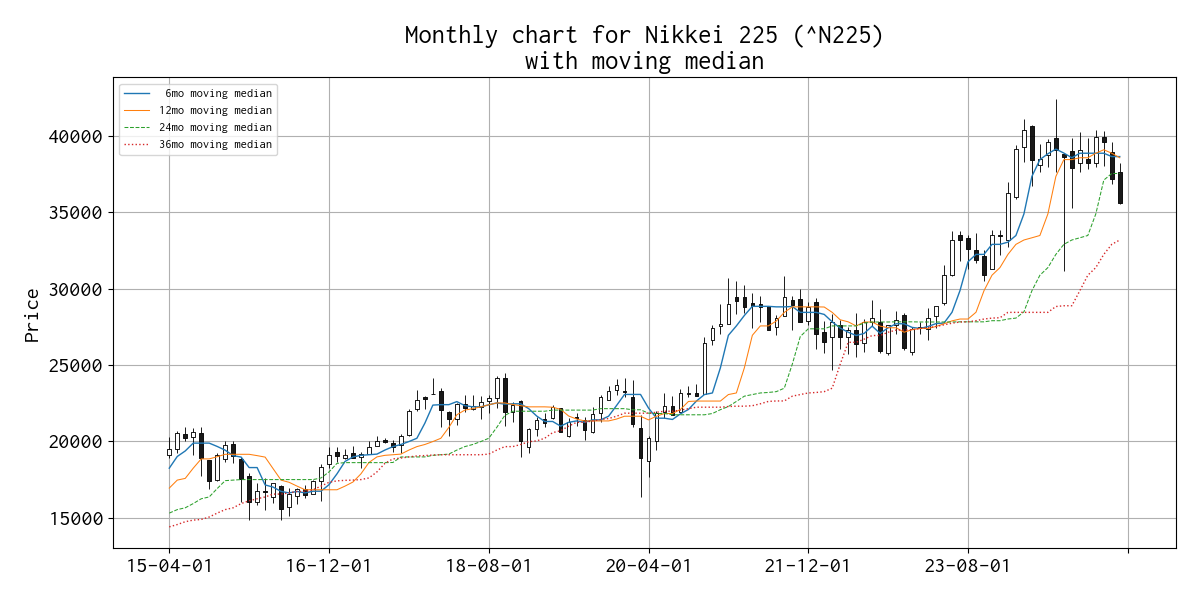 Monthly chart for Nikkei 225 (^N225)
with moving median
6mo moving median
12mo moving median
24mo moving median
36mo moving median
Price
40000
35000
30000
25000
20000
15000
15-04-01
16-12-01
18-08-01
20-04-01
21-12-01
23-08-01